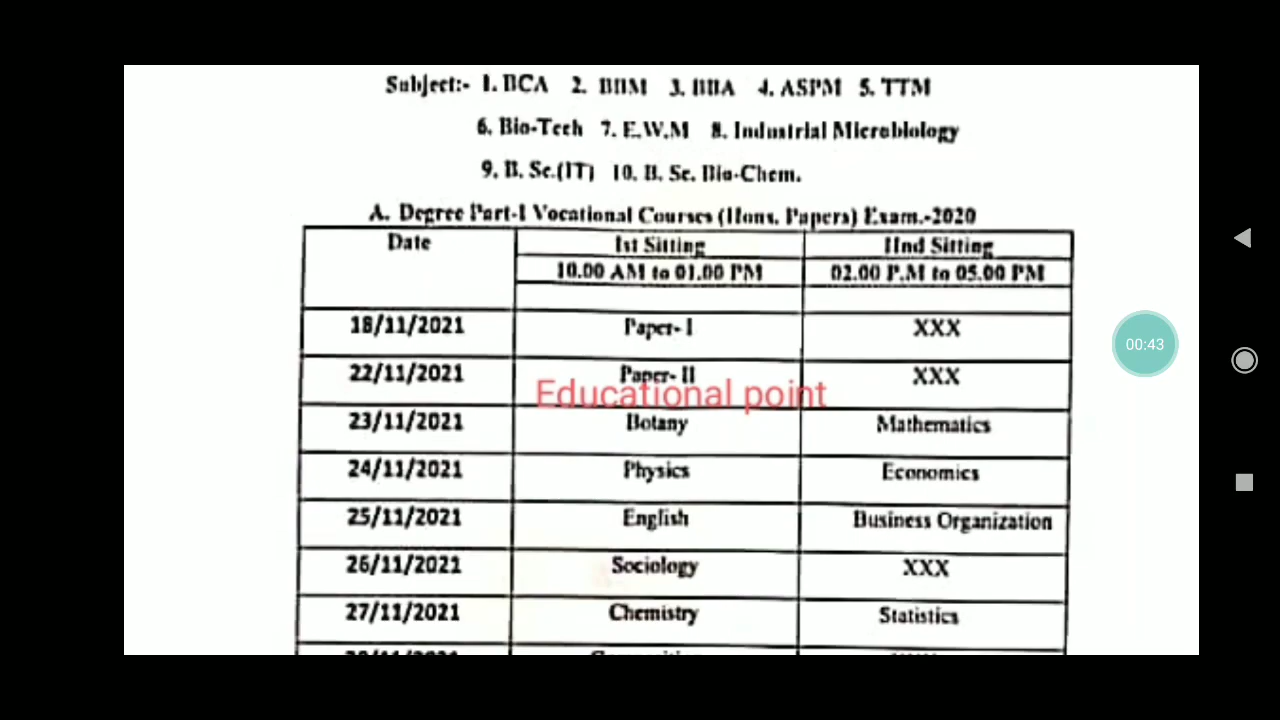 Subject:- 1. BCA 2. BBM 3. BBA 4. ASPM 5. TTM
6. Bio-Tech 7. E.W.M 8. Industrial Microbiology
9. B. Sc.(IT) 10. B. Sc. Bio-Chem.
A. Degree Part-I Vocational Courses (Hons. Papers) Exam.-2020
Date Ist Sitting IInd Sitting
10.00 AM to 01.00 PM 02.00 P.M to 05.00 PM
18/11/2021 Paper- I XXX
00:43
22/11/2021 Paper- II XXX
Educational point
23/11/2021 Botany Mathematics
24/11/2021 Physics Economics
25/11/2021 English Business Organization
26/11/2021 Sociology XXX
27/11/2021 Chemistry Statistics